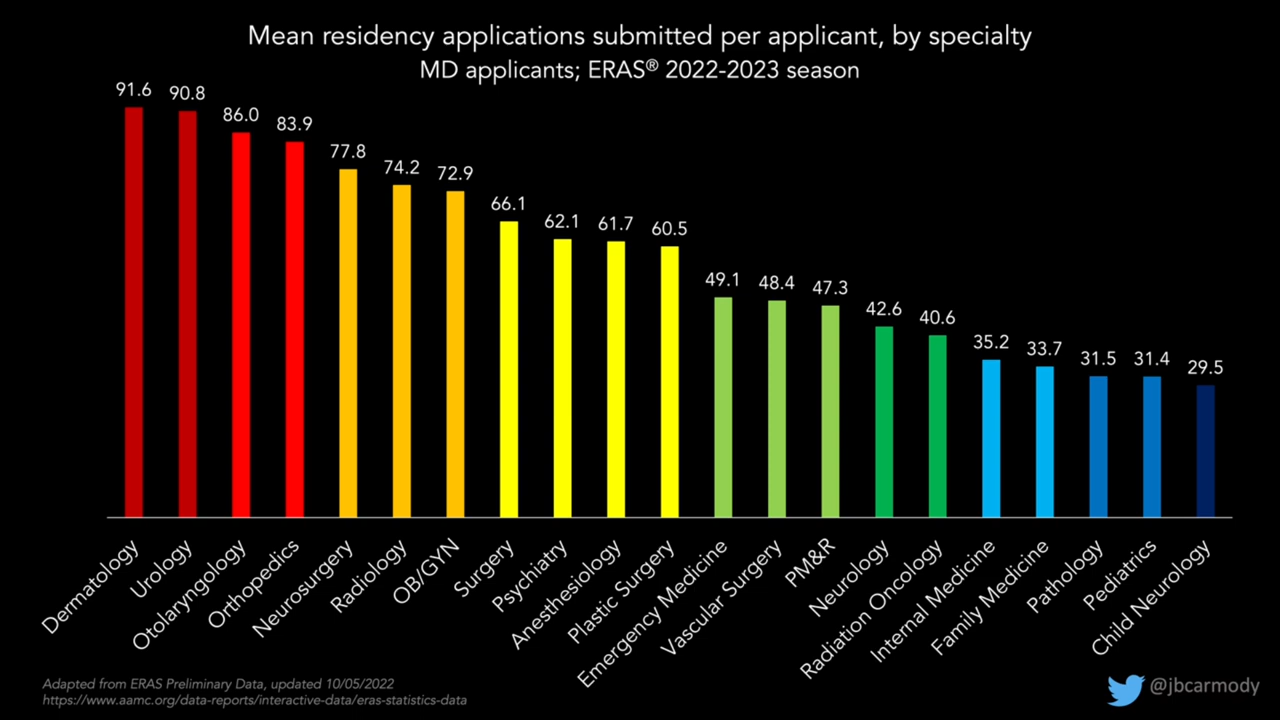 Mean residency applications submitted per applicant, by specialty
MD applicants; ERAS® 2022-2023 season
91.6
90.8
86.0
83.9
77.8
74.2
72.9
66.1
62.1
61.7
60.5
49.1
48.4
47.3
42.6
40.6
35.2
33.7
31.5
31.4
29.5
Dermatology
Urology
Otolaryngology
Orthopedics
Neurosurgery
Radiology
OB/GYN
Surgery
Psychiatry
Anesthesiology
Plastic Surgery
Emergency Medicine
Vascular Surgery
PM&R
Neurology
Radiation Oncology
Internal Medicine
Family Medicine
Pathology
Pediatrics
Child Neurology
Adapted from ERAS Preliminary Data, updated 10/05/2022
https://www.aamc.org/data-reports/interactive-data/eras-statistics-data
@jbcarmody